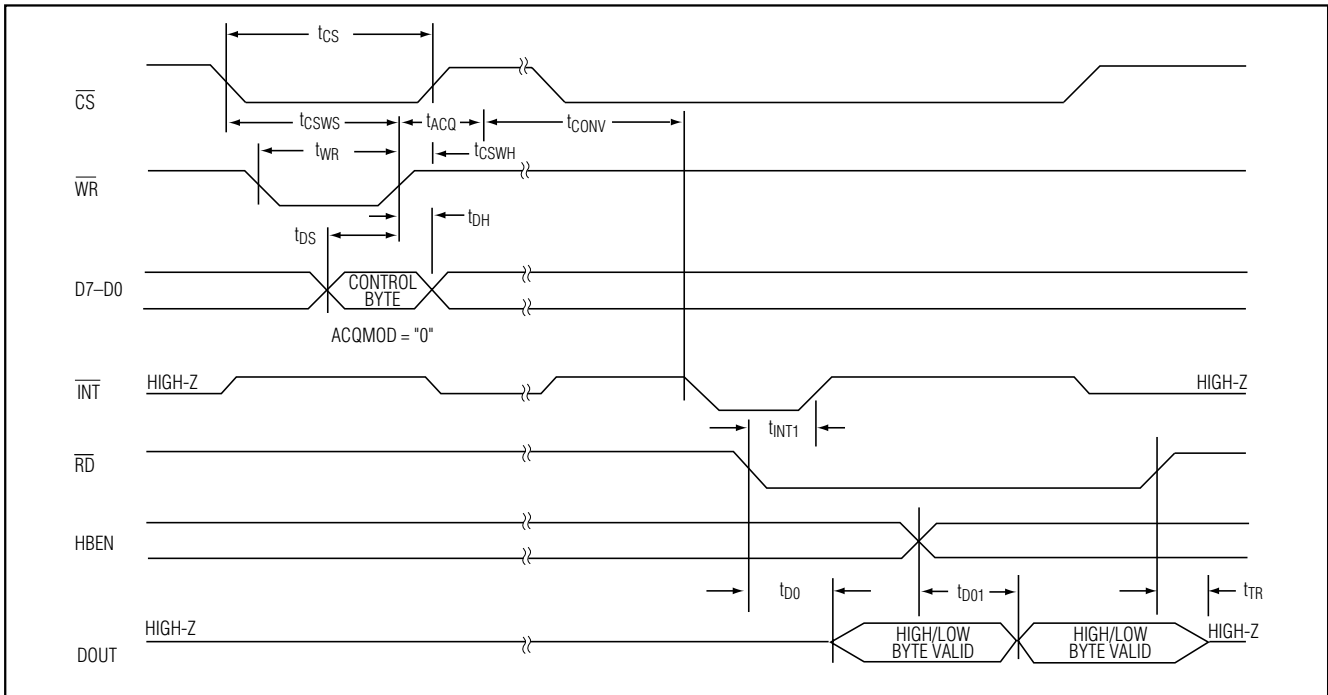 tCS
CS
tCSWS
tACQ
tCONV
tWR
tCSWH
WR
tDH
tDS
D7–D0
CONTROL
BYTE
ACQMOD = "0"
INT
HIGH-Z
HIGH-Z
tINT1
RD
HBEN
tD0
tD01
tTR
HIGH-Z
HIGH/LOW
BYTE VALID
HIGH/LOW
BYTE VALID
HIGH-Z
DOUT